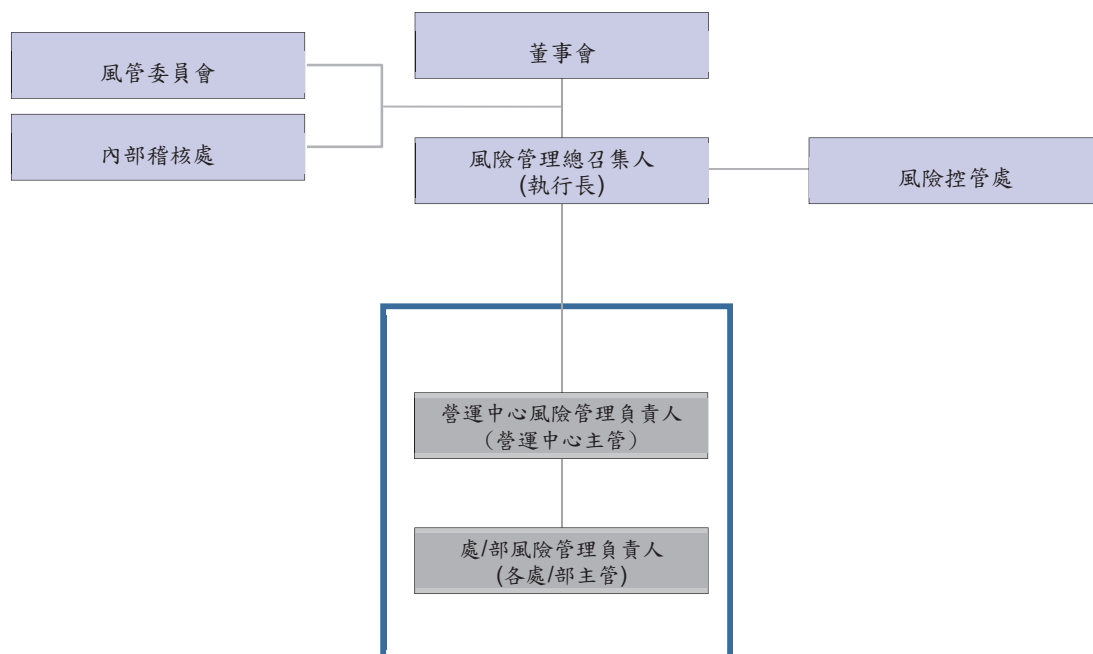 董事會
風管委員會
內部稽核處
風險管理總召集人
(執行長)
風險控管處
營運中心風險管理負責人
（營運中心主管）
處/部風險管理負責人
(各處/部主管)